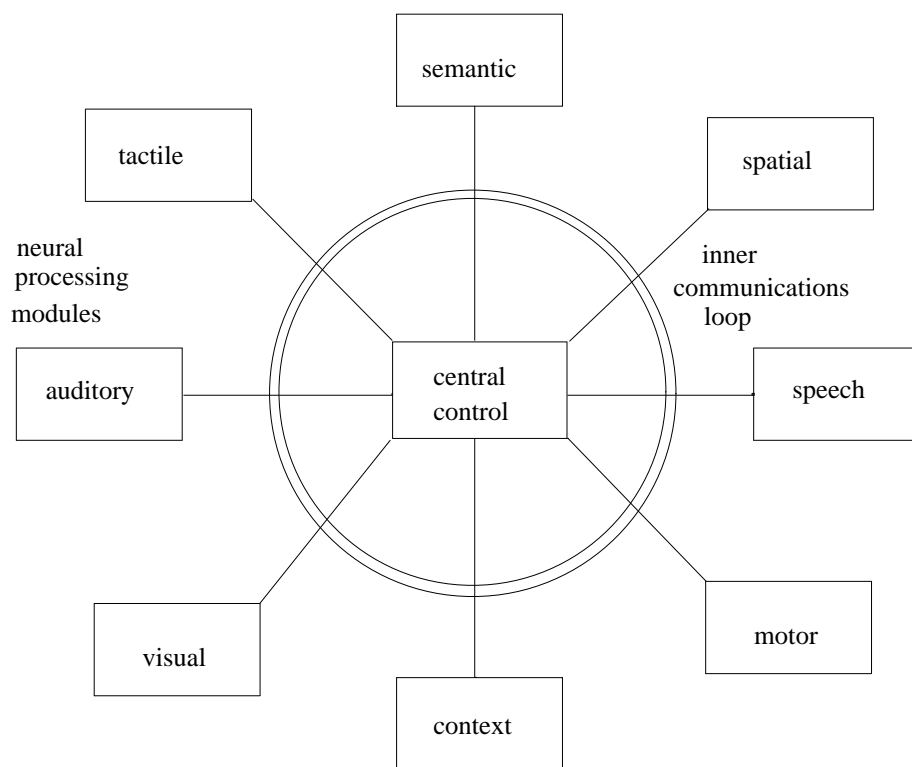 semantic
tactile
spatial
neural
processing
modules
inner
communications
loop
auditory
central
control
speech
visual
motor
context